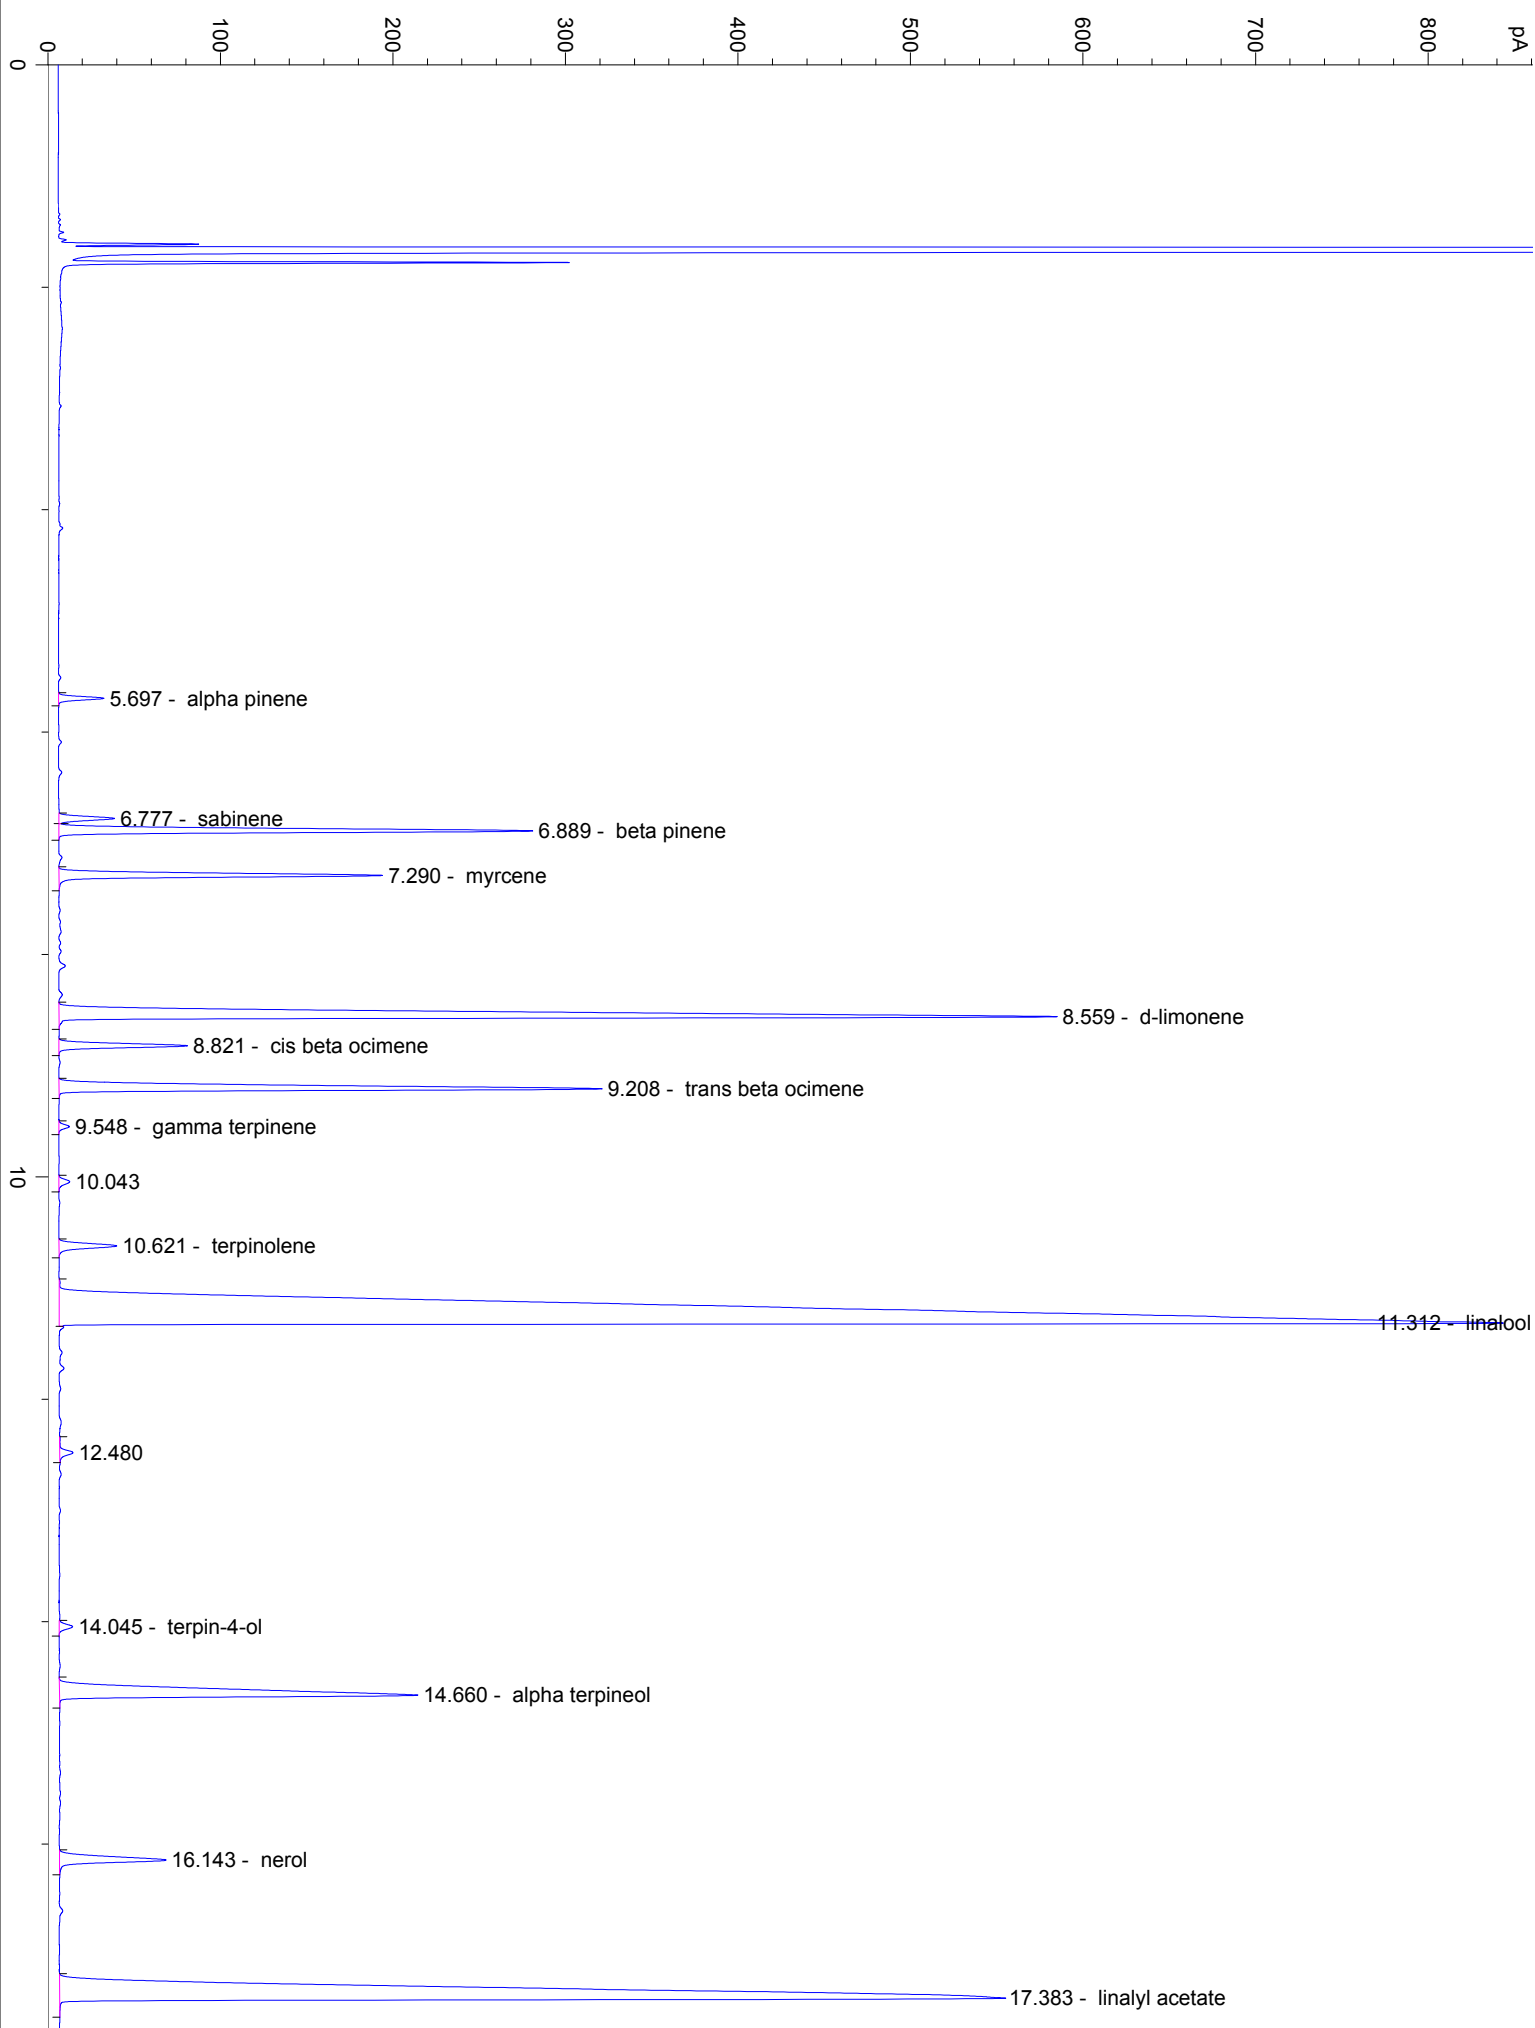 0
100
200
300
400
500
600
700
800
pA
0
5.697 - alpha pinene
6.777 - sabinene
6.889 - beta pinene
7.290 - myrcene
8.559 - d-limonene
8.821 - cis beta ocimene
9.208 - trans beta ocimene
9.548 - gamma terpinene
10
10.043
10.621 - terpinolene
11.312 - linalool
12.480
14.045 - terpin-4-ol
14.660 - alpha terpineol
16.143 - nerol
17.383 - linalyl acetate